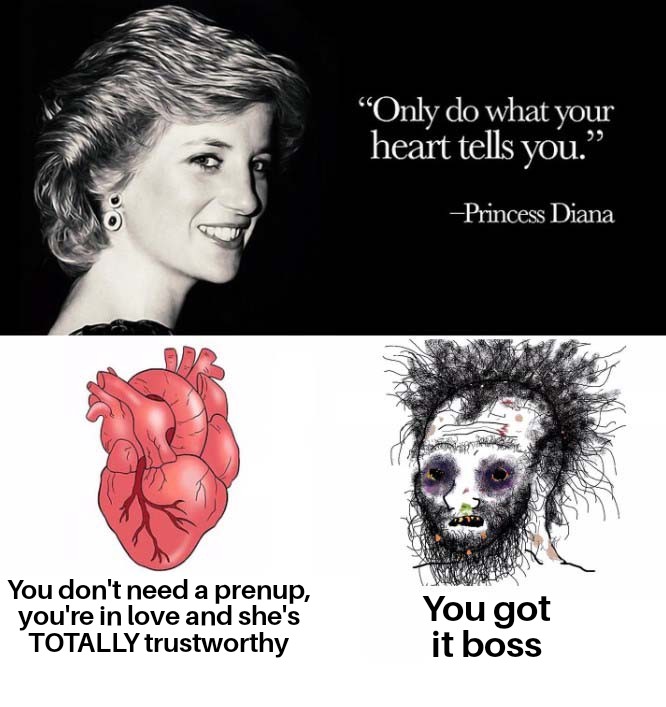 “Only do what your
heart tells you.”
–Princess Diana
You don't need a prenup,
you're in love and she's
TOTALLY trustworthy
You got
it boss